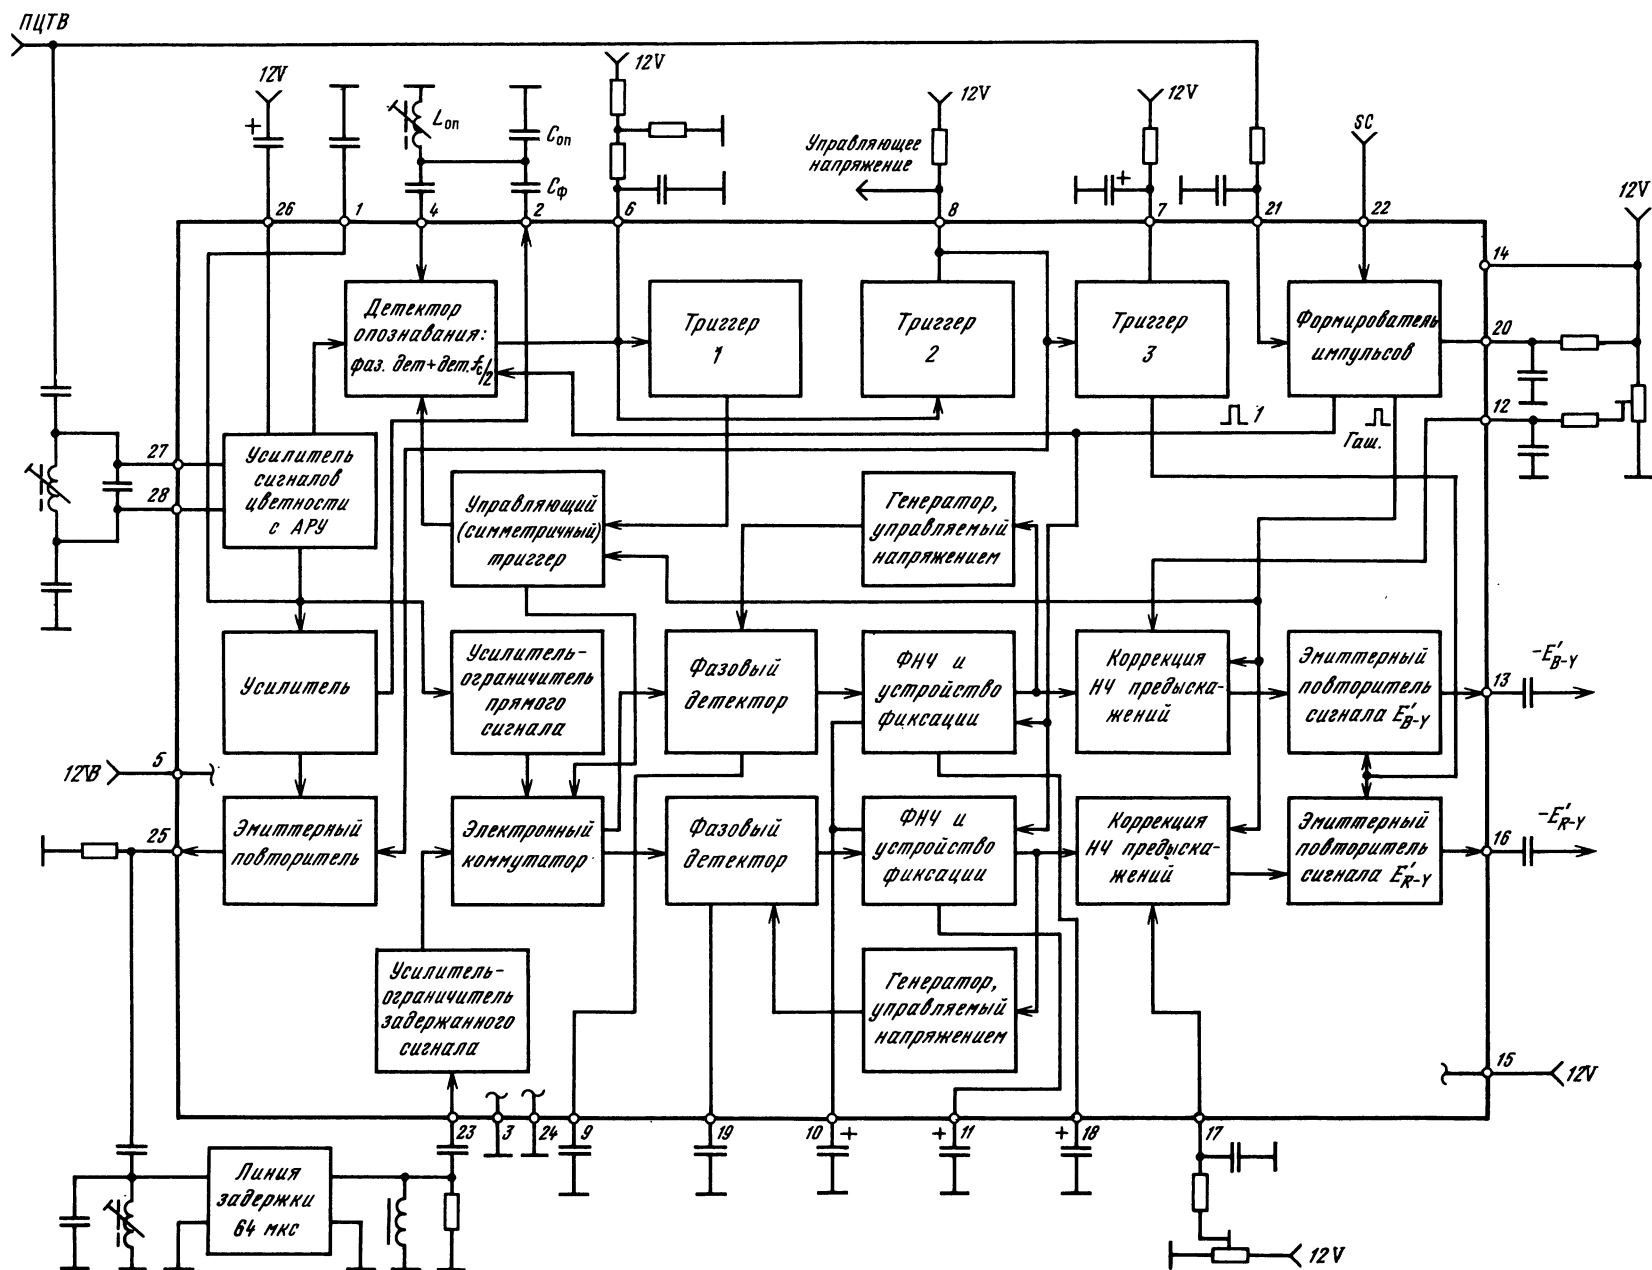 ПЦТВ
12V
Lоп
Cоп
Cф
12V
Управляющее
напряжение
12V
12V
SC
12V
26
1
4
2
6
8
7
21
22
14
Детектор
опознавания:
фаз. дет+дет.fc/2
Триггер
1
Триггер
2
Триггер
3
Формирователь
импульсов
20
12
1
Гаш.
27
28
Усилитель
сигналов
цветности
с АРУ
Управляющий
(симметричный)
триггер
Генератор,
управляемый
напряжением
Усилитель
Усилитель-
ограничитель
прямого
сигнала
Фазовый
детектор
ФНЧ и
устройство
фиксации
Коррекция
НЧ предыска-
жений
Эмиттерный
повторитель
сигнала E'B-Y
13
-E'B-Y
12В
5
25
Эмиттерный
повторитель
Электронный
коммутатор
Фазовый
детектор
ФНЧ и
устройство
фиксации
Коррекция
НЧ предыска-
жений
Эмиттерный
повторитель
сигнала E'R-Y
16
-E'R-Y
Усилитель-
ограничитель
задержанного
сигнала
Генератор,
управляемый
напряжением
15
12V
23
3
24
9
19
10
+
+
11
+
18
17
Линия
задержки
64 мкс
12V